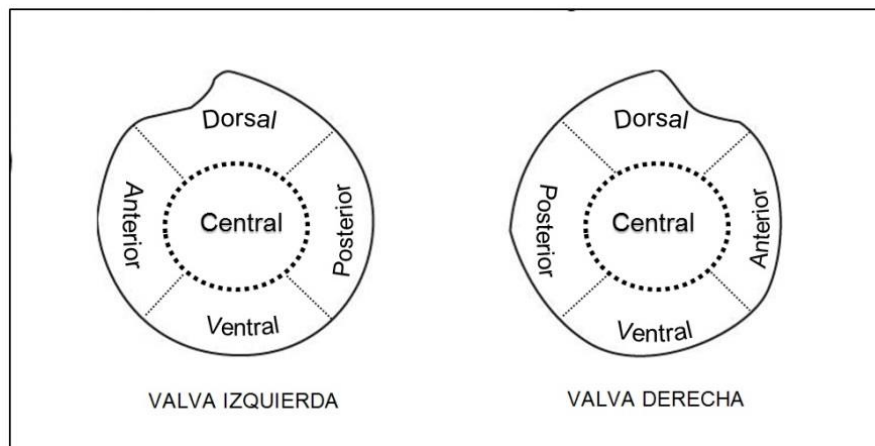 Dorsal
Anterior
Central
Posterior
Ventral
VALVA IZQUIERDA
Dorsal
Posterior
Central
Anterior
Ventral
VALVA DERECHA